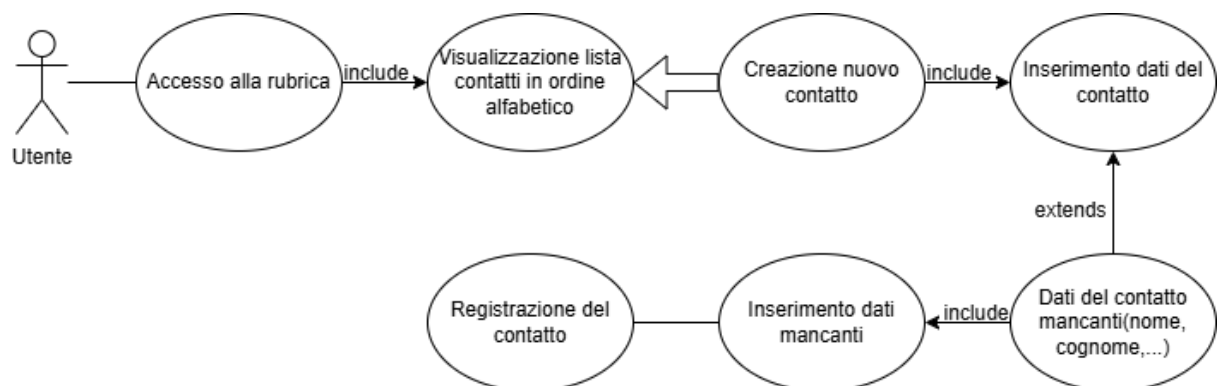 Utente
Accesso alla rubrica
include
Visualizzazione lista
contatti in ordine
alfabetico
Creazione nuovo
contatto
include
Inserimento dati del
contatto
extends
Registrazione del
contatto
Inserimento dati
mancanti
include
Dati del contatto
mancanti(nome,
cognome,...)